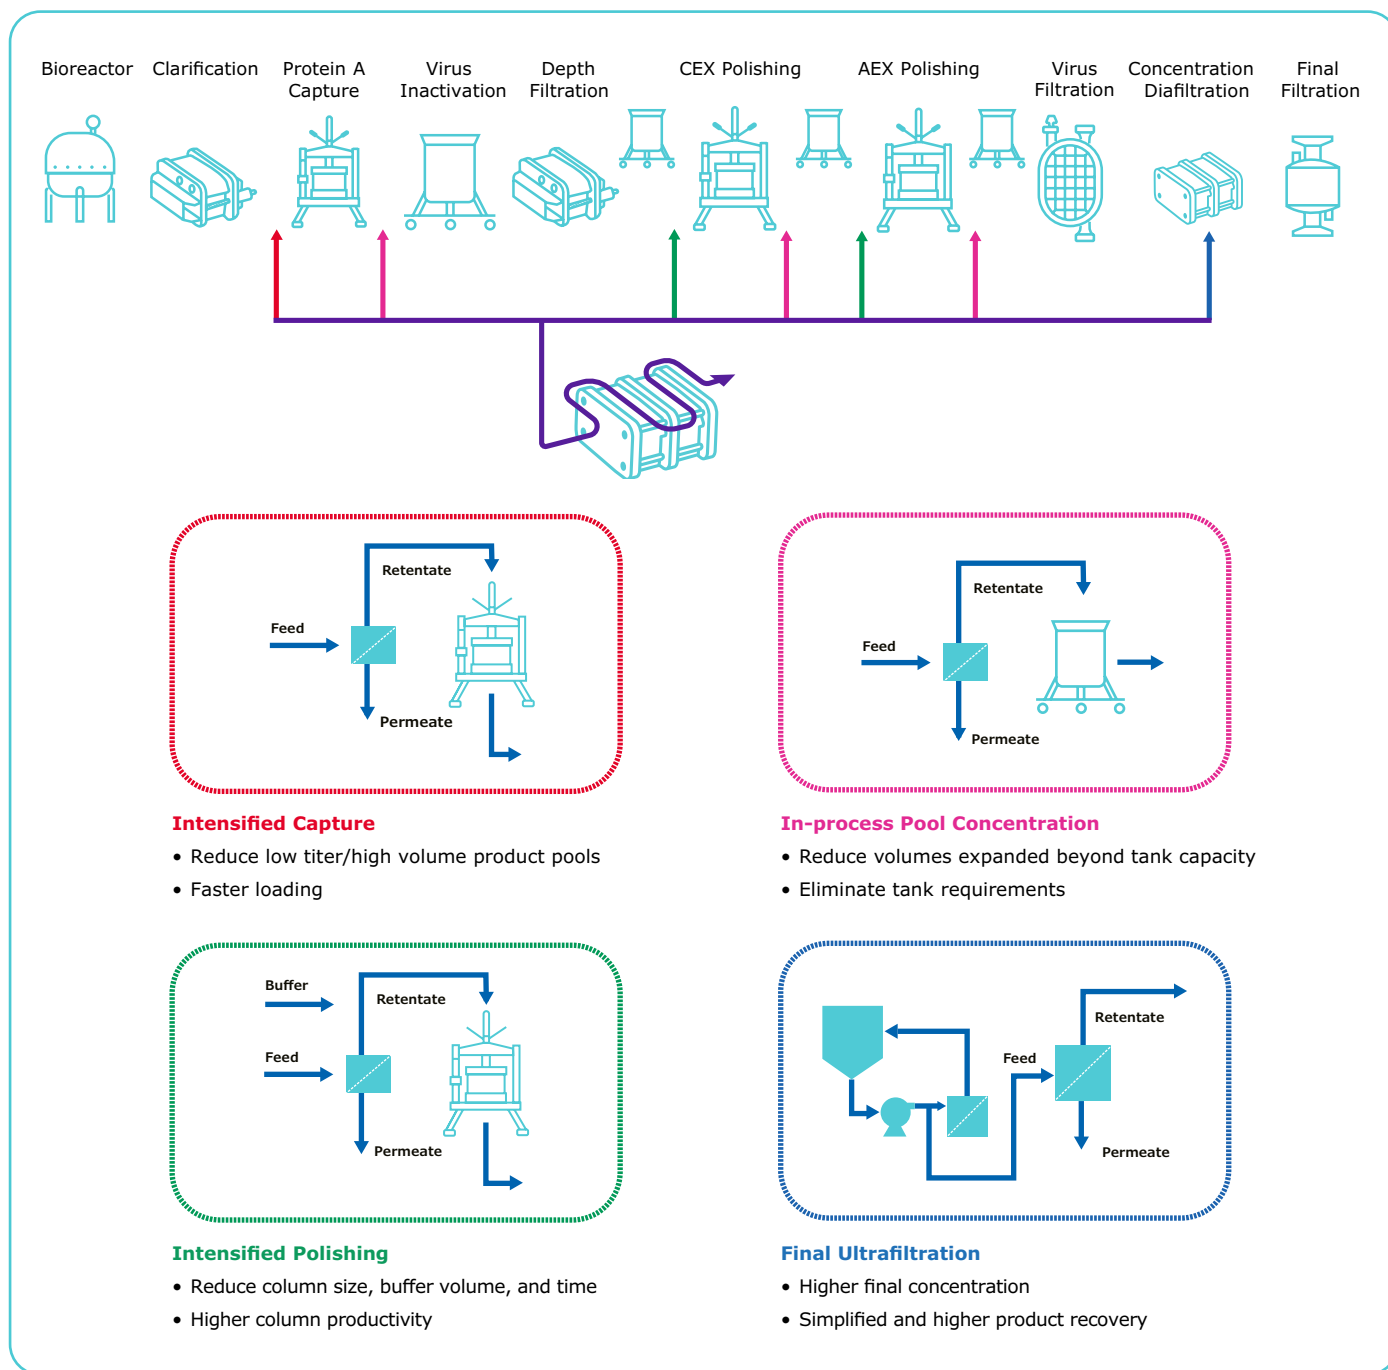 Bioreactor
Clarification
Protein A
Capture
Virus
Inactivation
Depth
Filtration
CEX Polishing
AEX Polishing
Virus
Filtration
Concentration
Diafiltration
Final
Filtration
Retentate
Feed
Permeate
Intensified Capture
• Reduce low titer/high volume product pools
• Faster loading
Retentate
Feed
Permeate
In-process Pool Concentration
• Reduce volumes expanded beyond tank capacity
• Eliminate tank requirements
Buffer
Retentate
Feed
Permeate
Intensified Polishing
• Reduce column size, buffer volume, and time
• Higher column productivity
Retentate
Feed
Permeate
Final Ultrafiltration
• Higher final concentration
• Simplified and higher product recovery